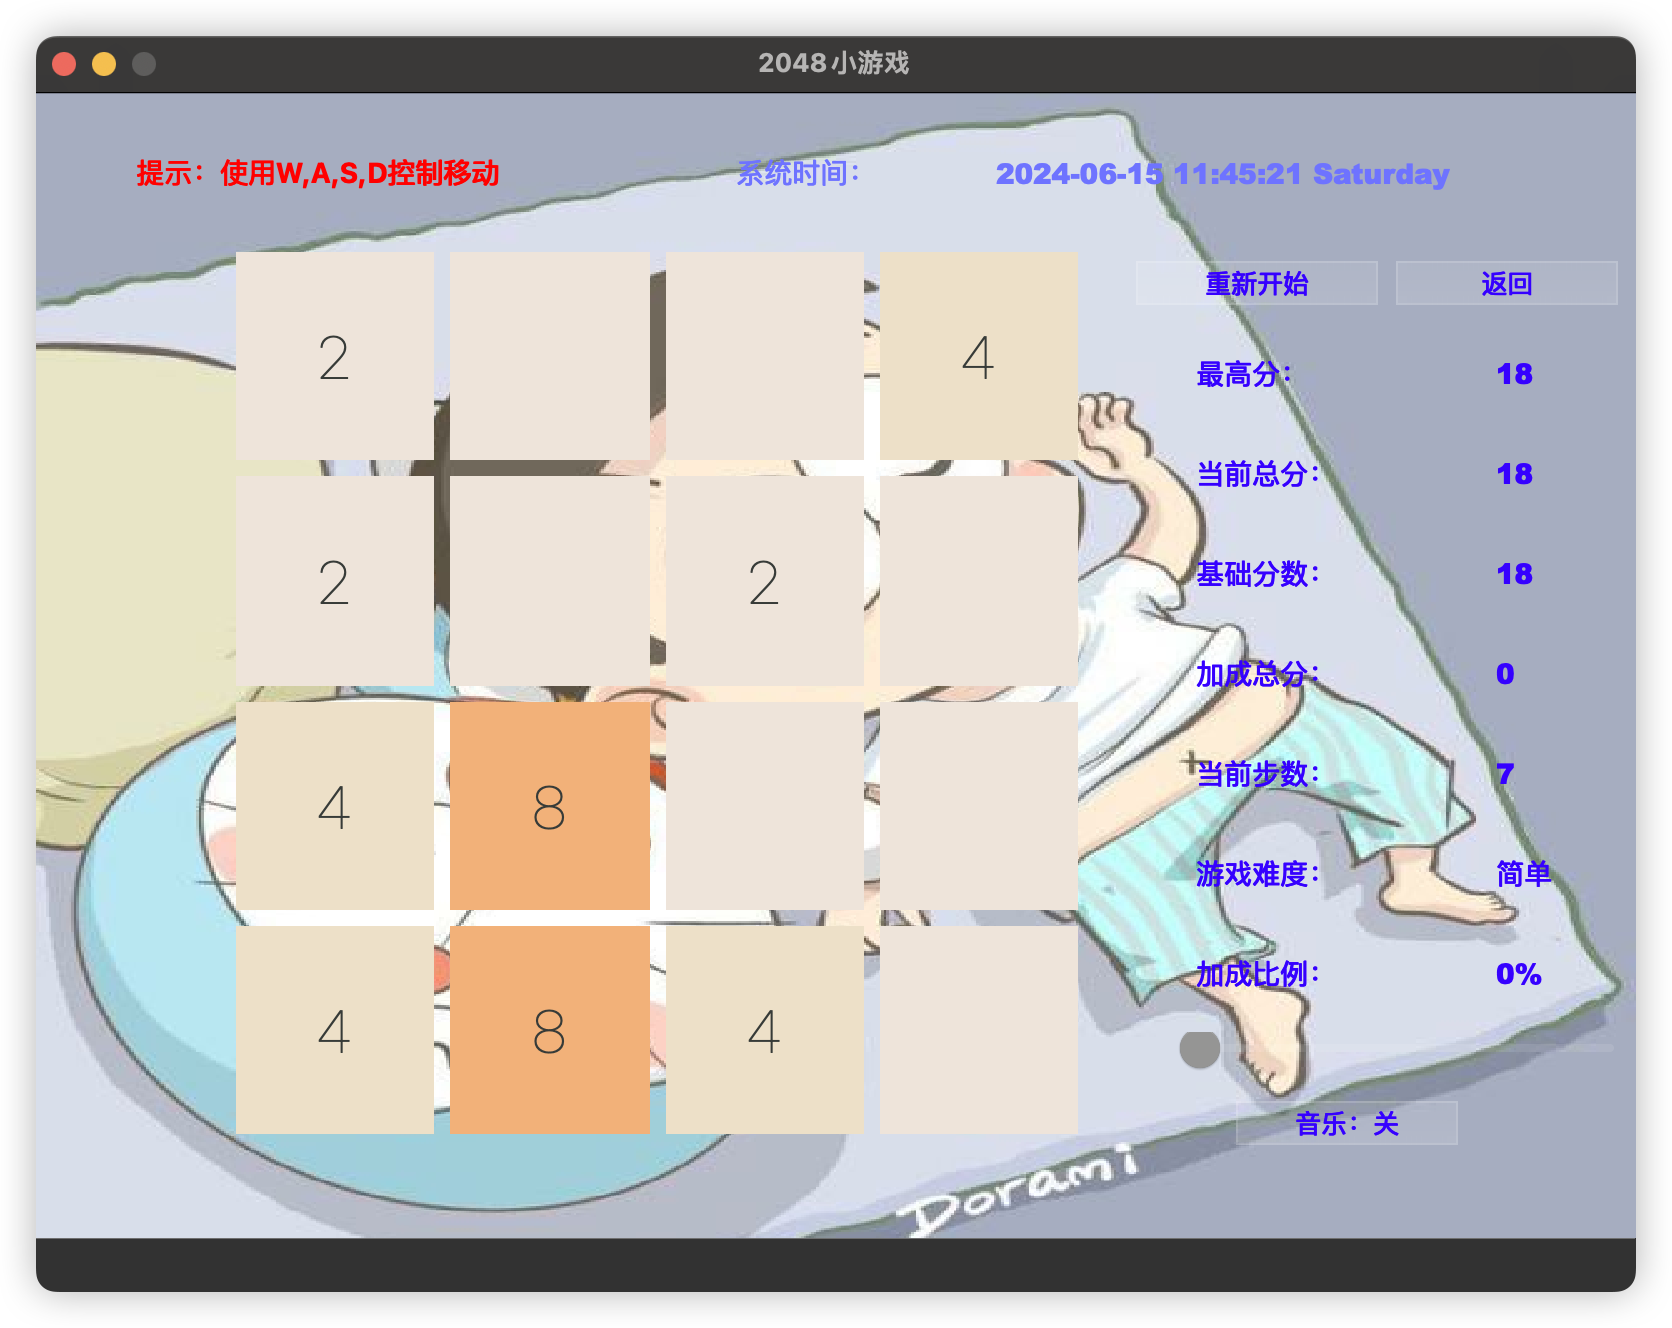 2048小游戏
提示：使用W,A,S,D控制移动
系统时间：
2024-06-15 11:45:21 Saturday
2 4
2 2
4 8
4 8 4
重新开始
返回
最高分： 18
当前总分： 18
基础分数： 18
加成总分： 0
当前步数： 7
游戏难度： 简单
加成比例： 0%
音乐：关
Dorami